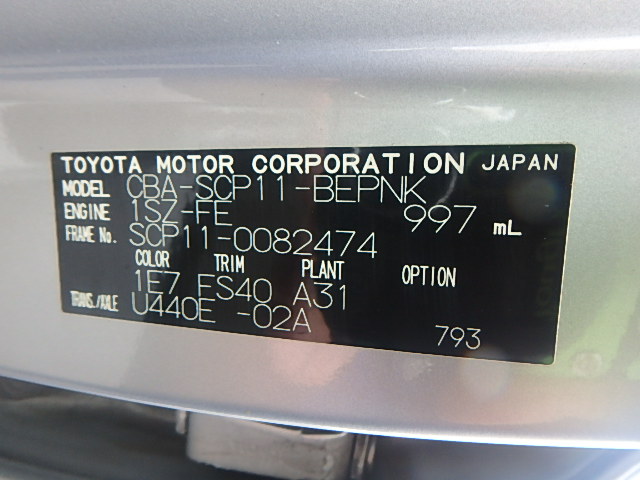 TOYOTA MOTOR CORPORATION JAPAN
MODEL CBA-SCP11-BEPNK
ENGINE 1SZ-FE 997 mL
FRAME No. SCP11-0082474
COLOR TRIM PLANT OPTION
1E7 FS40 A31
TRANS./AXLE U440E -02A
793